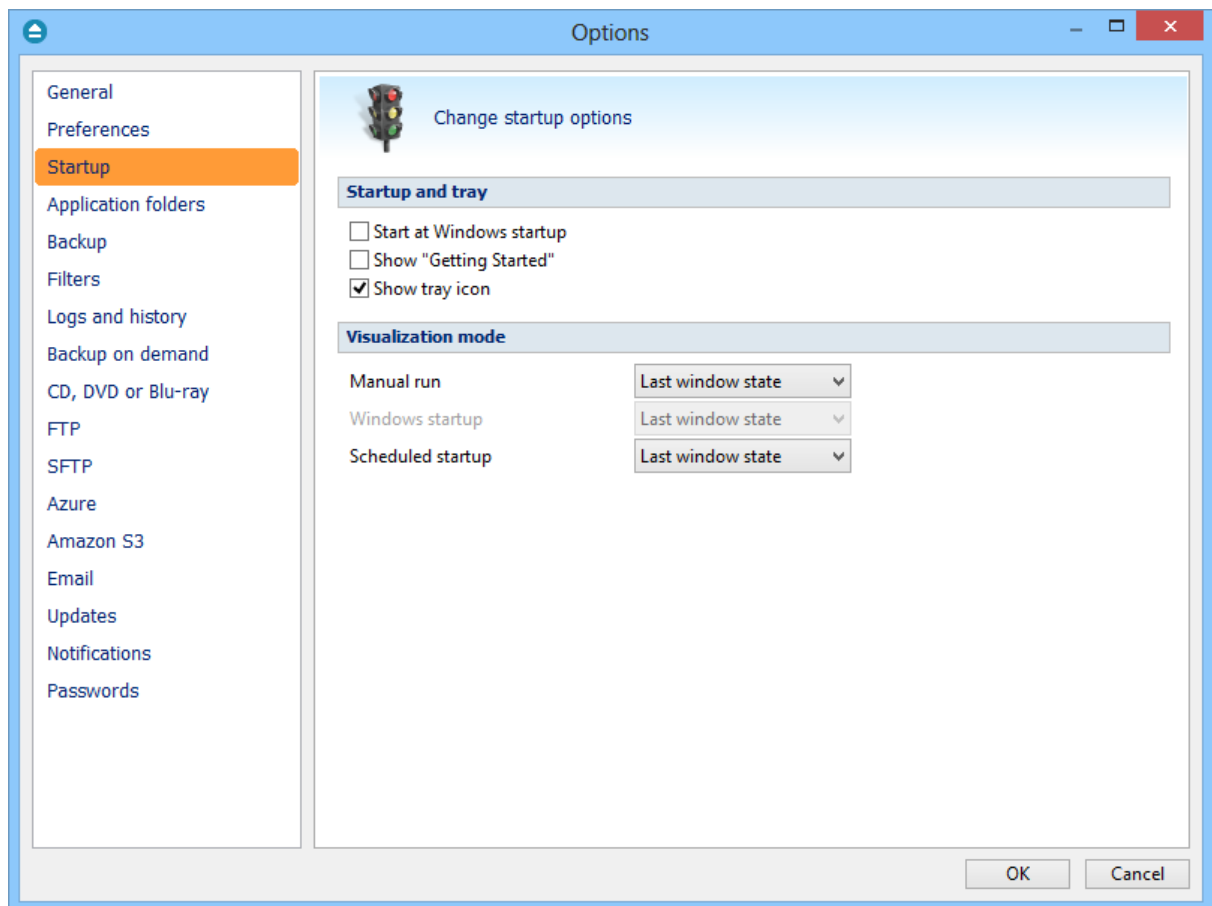 Options
General
Preferences
Startup
Application folders
Backup
Filters
Logs and history
Backup on demand
CD, DVD or Blu-ray
FTP
SFTP
Azure
Amazon S3
Email
Updates
Notifications
Passwords
Change startup options
Startup and tray
Start at Windows startup
Show "Getting Started"
Show tray icon
Visualization mode
Manual run Last window state
Windows startup Last window state
Scheduled startup Last window state
OK Cancel